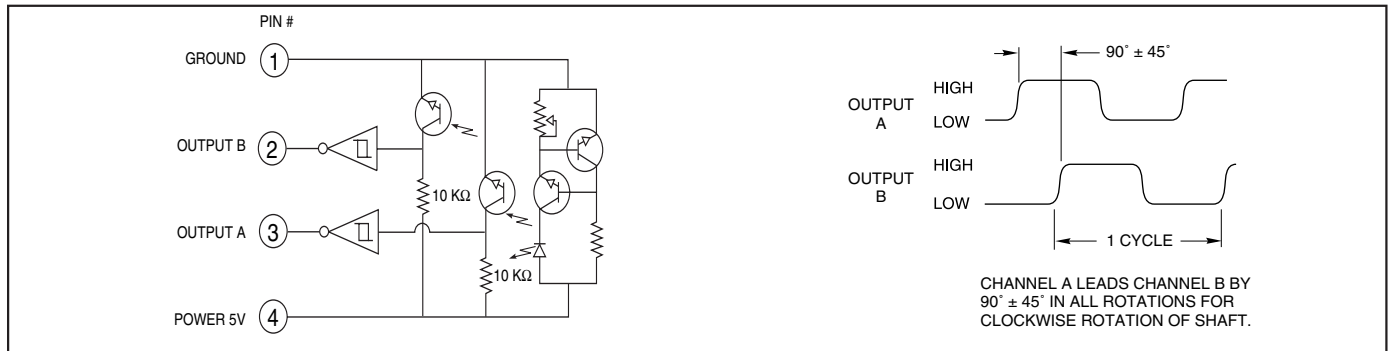 PIN #
GROUND 1
OUTPUT B 2
10 KΩ
OUTPUT A 3
10 KΩ
POWER 5V 4
90° ± 45°
HIGH
OUTPUT
A
LOW
HIGH
OUTPUT
B
LOW
1 CYCLE
CHANNEL A LEADS CHANNEL B BY
90° ± 45° IN ALL ROTATIONS FOR
CLOCKWISE ROTATION OF SHAFT.